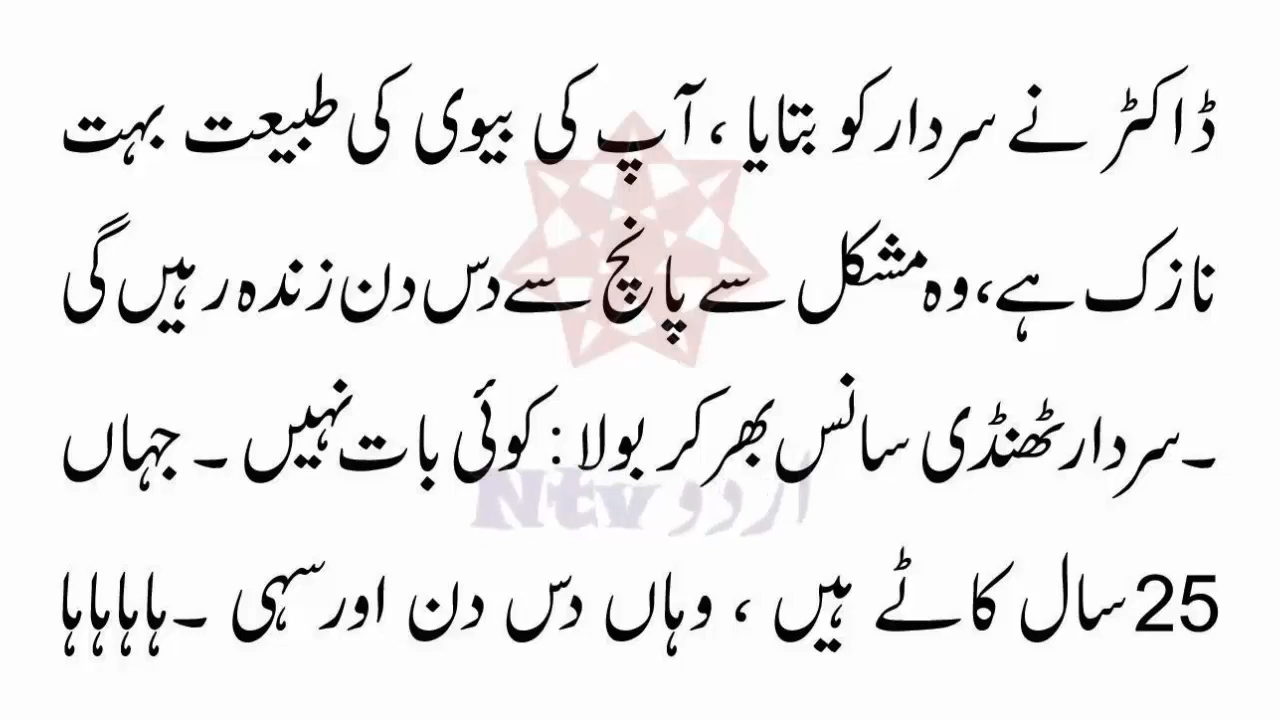 ڈاکٹر نے سردار کو بتایا ، آپ کی بیوی کی طبیعت بہت
نازک ہے، وہ مشکل سے پانچ سے دس دن زندہ رہیں گی
۔سردار ٹھنڈی سانس بھر کر بولا : کوئی بات نہیں ۔ جہاں
Ntv اردو
25 سال کاٹے ہیں ، وہاں دس دن اور سہی ۔ہاہاہاہا